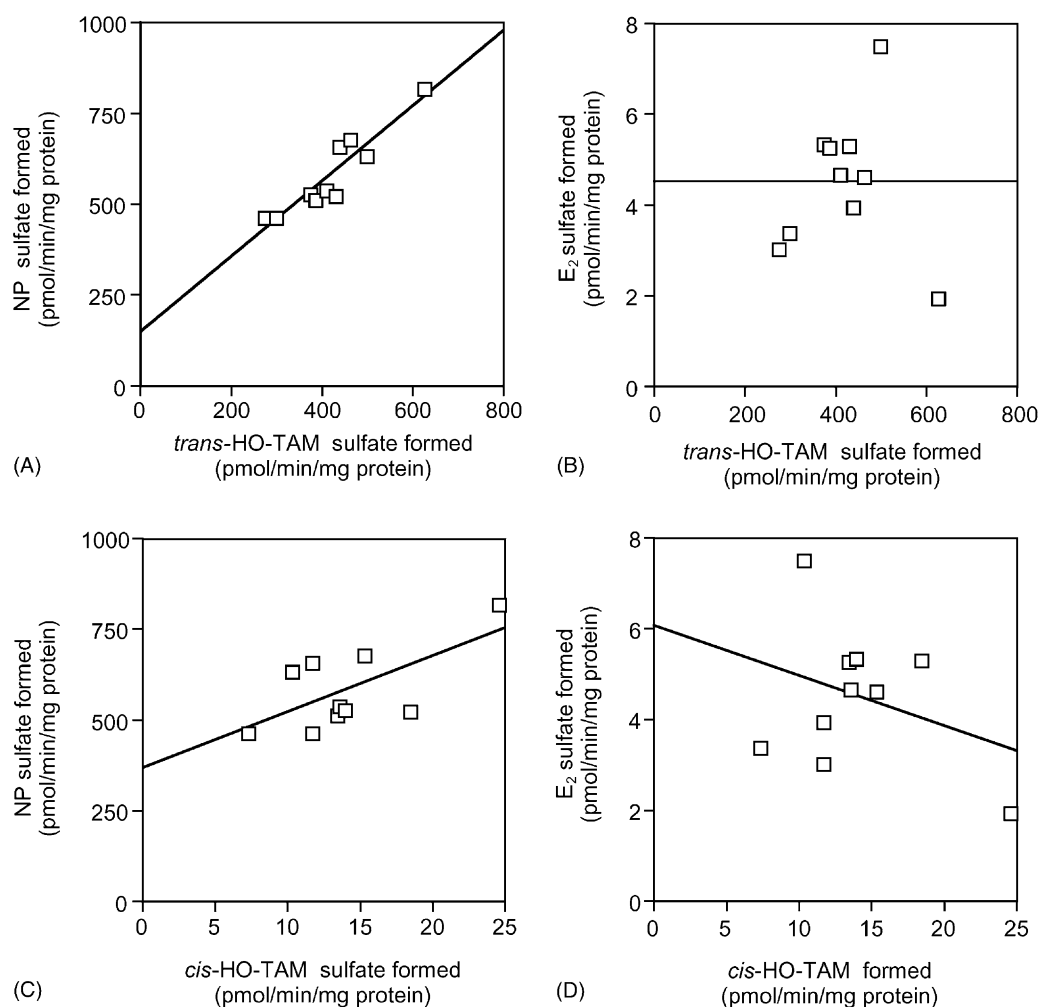 1000
750
500
250
0
NP sulfate formed
(pmol/min/mg protein)
0 200 400 600 800
trans-HO-TAM sulfate formed
(pmol/min/mg protein)
(A)
8
6
4
2
0
E₂ sulfate formed
(pmol/min/mg protein)
0 200 400 600 800
trans-HO-TAM sulfate formed
(pmol/min/mg protein)
(B)
1000
750
500
250
0
NP sulfate formed
(pmol/min/mg protein)
0 5 10 15 20 25
cis-HO-TAM sulfate formed
(pmol/min/mg protein)
(C)
8
6
4
2
0
E₂ sulfate formed
(pmol/min/mg protein)
0 5 10 15 20 25
cis-HO-TAM formed
(pmol/min/mg protein)
(D)